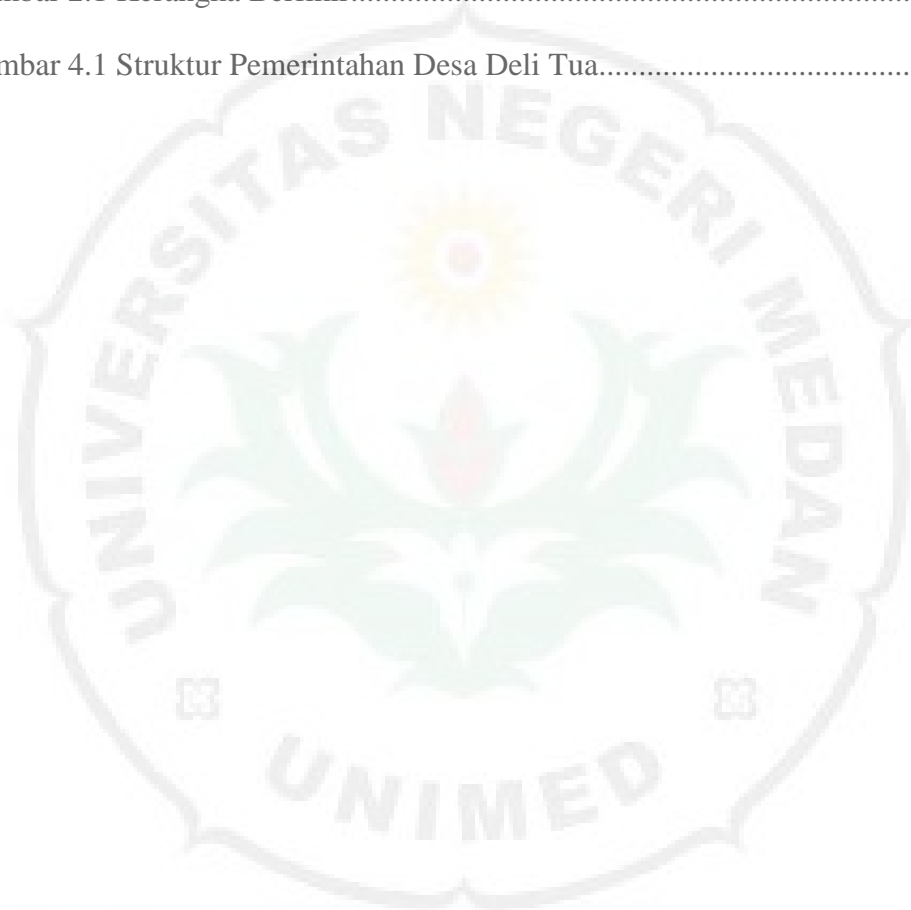 mbar 4.1 Struktur Pemerintahan Desa Deli Tua........................................
UNIVERSITAS NEGERI MEDAN
UNIMED